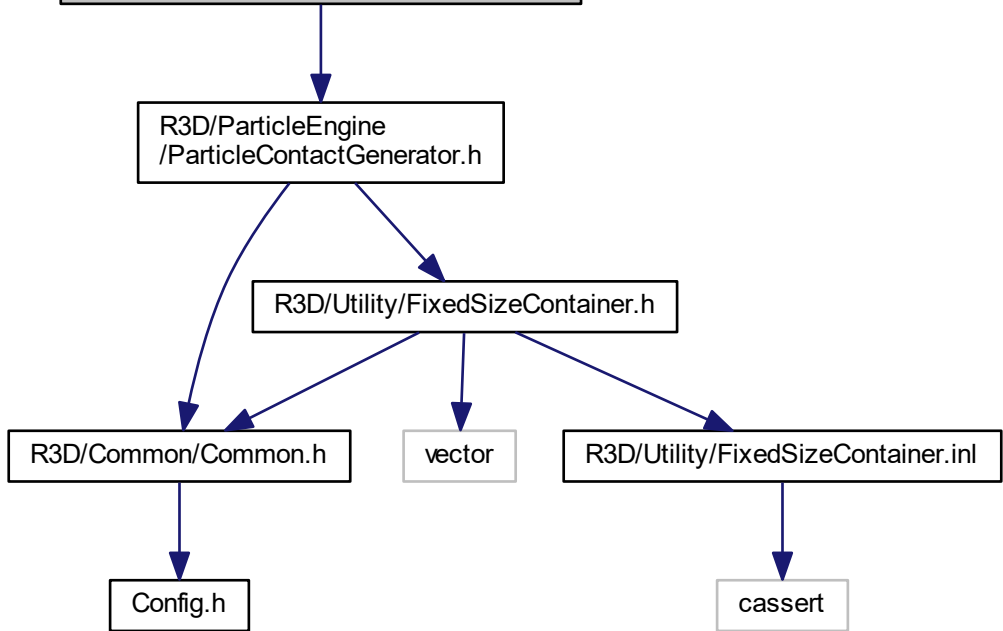 R3D/ParticleEngine
/ParticleContactGenerator.h
R3D/Utility/FixedSizeContainer.h
R3D/Common/Common.h
vector
R3D/Utility/FixedSizeContainer.inl
Config.h
cassert